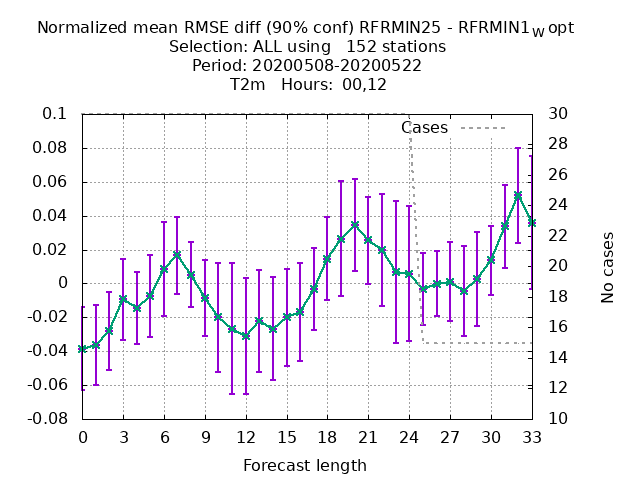 Normalized mean RMSE diff (90% conf) RFRMIN25 - RFRMIN1w opt
Selection: ALL using   152 stations
Period: 20200508-20200522
T2m   Hours:  00,12
Cases
0.1
0.08
0.06
0.04
0.02
0
-0.02
-0.04
-0.06
-0.08
30
28
26
24
22
20
18
16
14
12
10
No cases
0 3 6 9 12 15 18 21 24 27 30 33
Forecast length